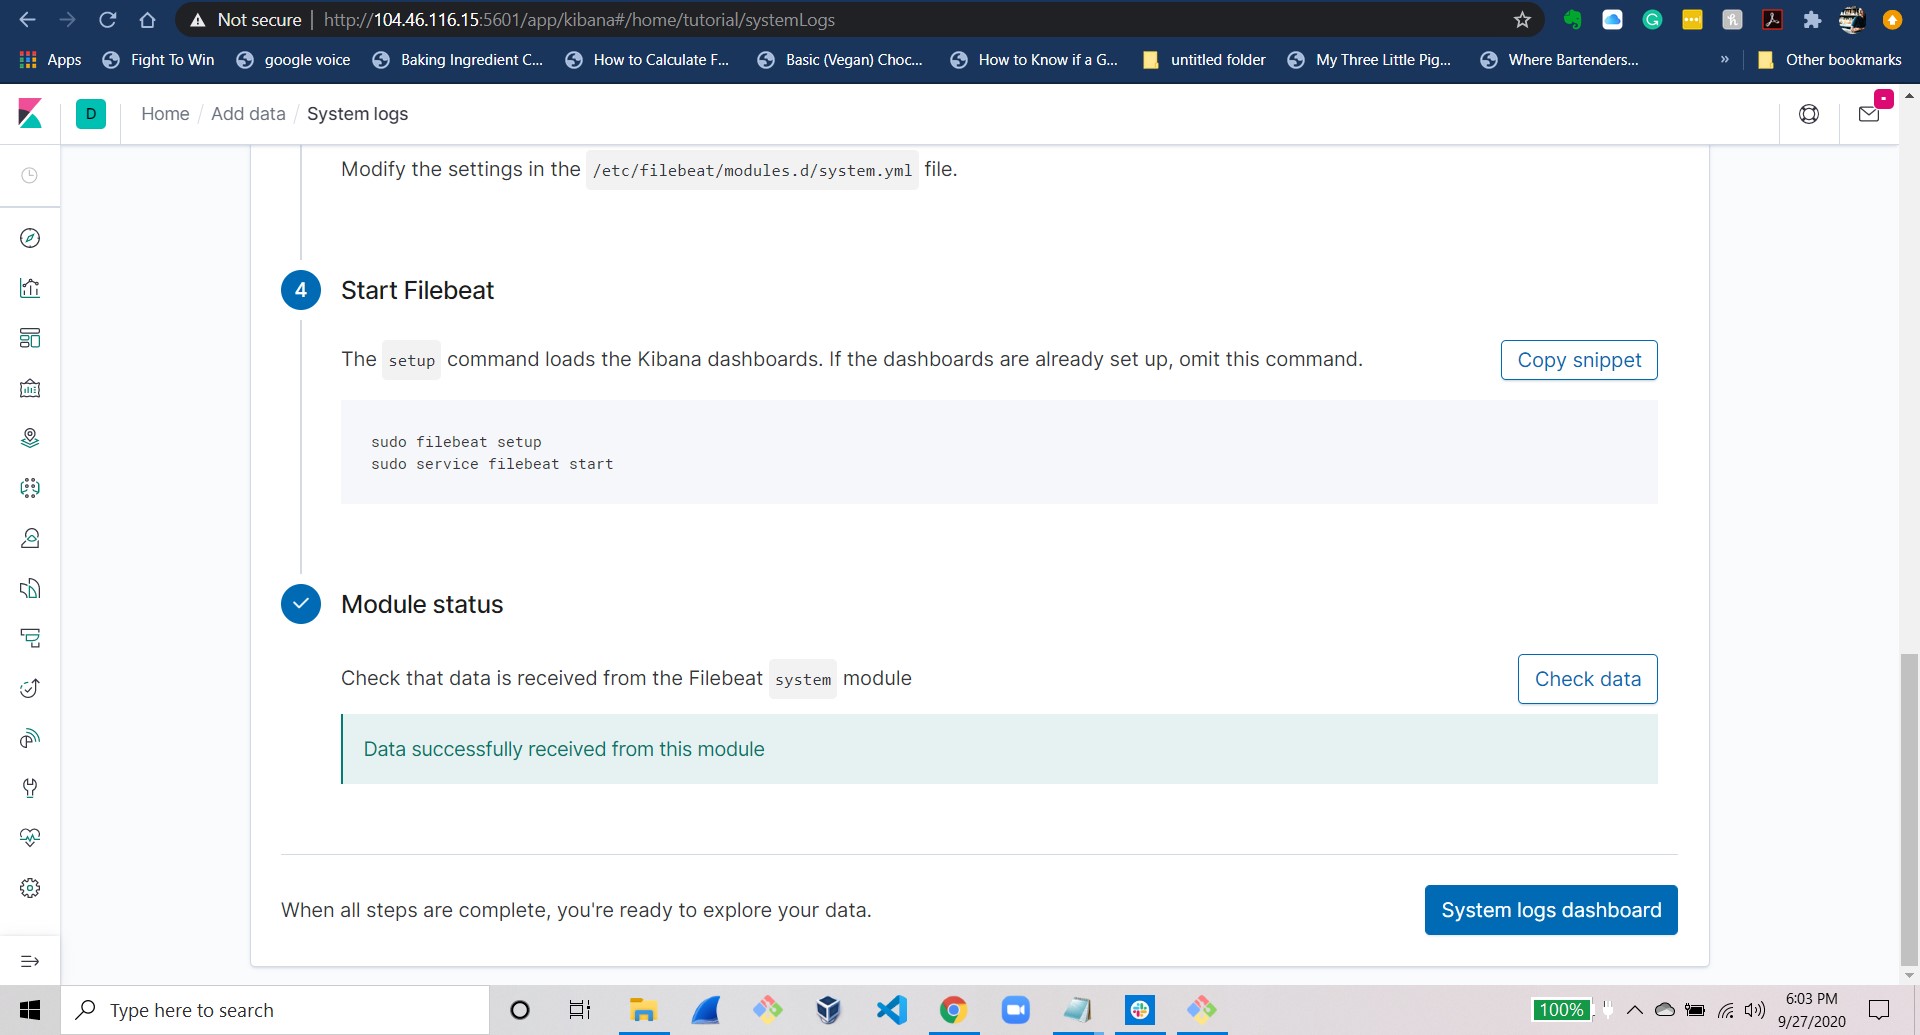 Not secure | http://104.46.116.15:5601/app/kibana#/home/tutorial/systemLogs
Apps Fight To Win google voice Baking Ingredient C... How to Calculate F... Basic (Vegan) Choc... How to Know if a G... untitled folder My Three Little Pig... Where Bartenders... » Other bookmarks
D Home / Add data / System logs
Modify the settings in the /etc/filebeat/modules.d/system.yml file.
4 Start Filebeat
The setup command loads the Kibana dashboards. If the dashboards are already set up, omit this command.
Copy snippet
sudo filebeat setup
sudo service filebeat start
Module status
Check that data is received from the Filebeat system module
Check data
Data successfully received from this module
When all steps are complete, you're ready to explore your data.
System logs dashboard
Type here to search
100%
6:03 PM
9/27/2020